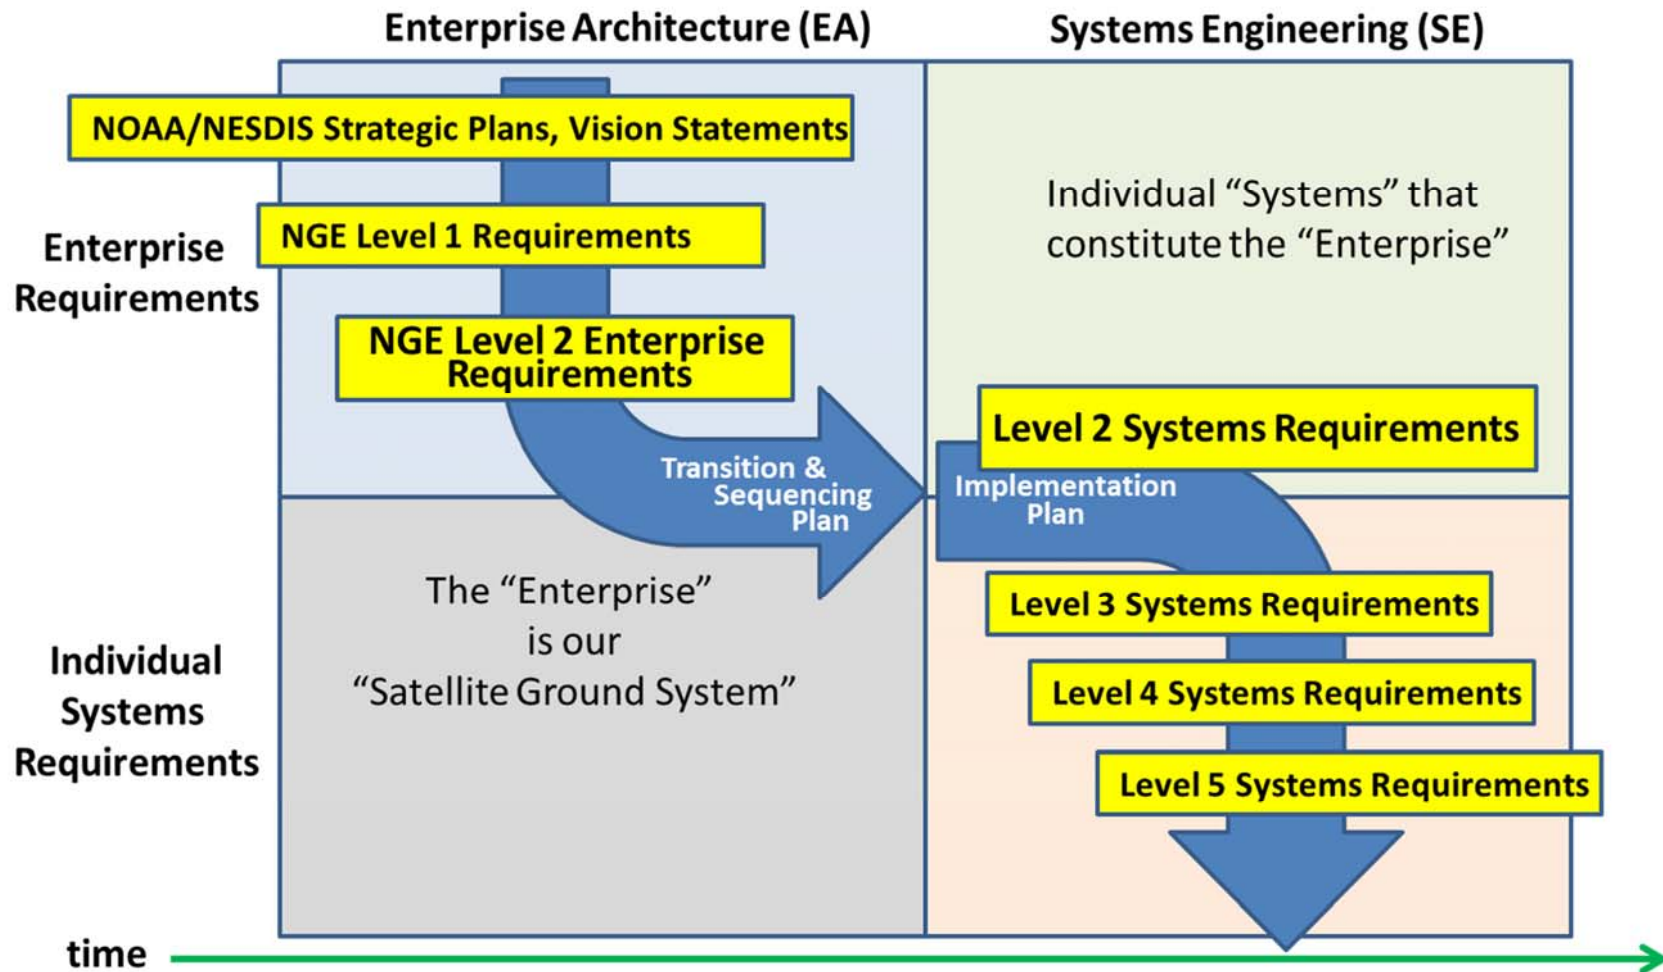 Enterprise Architecture (EA)
Systems Engineering (SE)
NOAA/NESDIS Strategic Plans, Vision Statements
Individual “Systems” that
constitute the “Enterprise”
Enterprise
Requirements
NGE Level 1 Requirements
NGE Level 2 Enterprise
Requirements
Level 2 Systems Requirements
Transition &
Sequencing
Plan
Implementation
Plan
The “Enterprise”
is our
“Satellite Ground System”
Individual
Systems
Requirements
Level 3 Systems Requirements
Level 4 Systems Requirements
Level 5 Systems Requirements
time